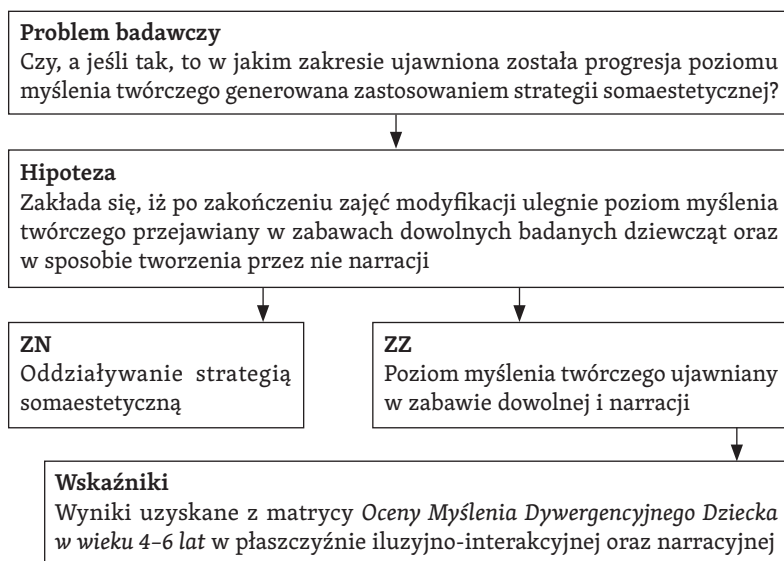 Problem badawczy
Czy, a jeśli tak, to w jakim zakresie ujawniona została progresja poziomu
myślenia twórczego generowana zastosowaniem strategii somaestetycznej?
Hipoteza
Zakłada się, iż po zakończeniu zajęć modyfikacji ulegnie poziom myślenia
twórczego przejawiany w zabawach dowolnych badanych dziewcząt oraz
w sposobie tworzenia przez nie narracji
ZN
Oddziaływanie strategią
somaestetyczną
ZZ
Poziom myślenia twórczego ujawniany
w zabawie dowolnej i narracji
Wskaźniki
Wyniki uzyskane z matrycy Oceny Myślenia Dywergencyjnego Dziecka
w wieku 4–6 lat w płaszczyźnie iluzyjno-interakcyjnej oraz narracyjnej